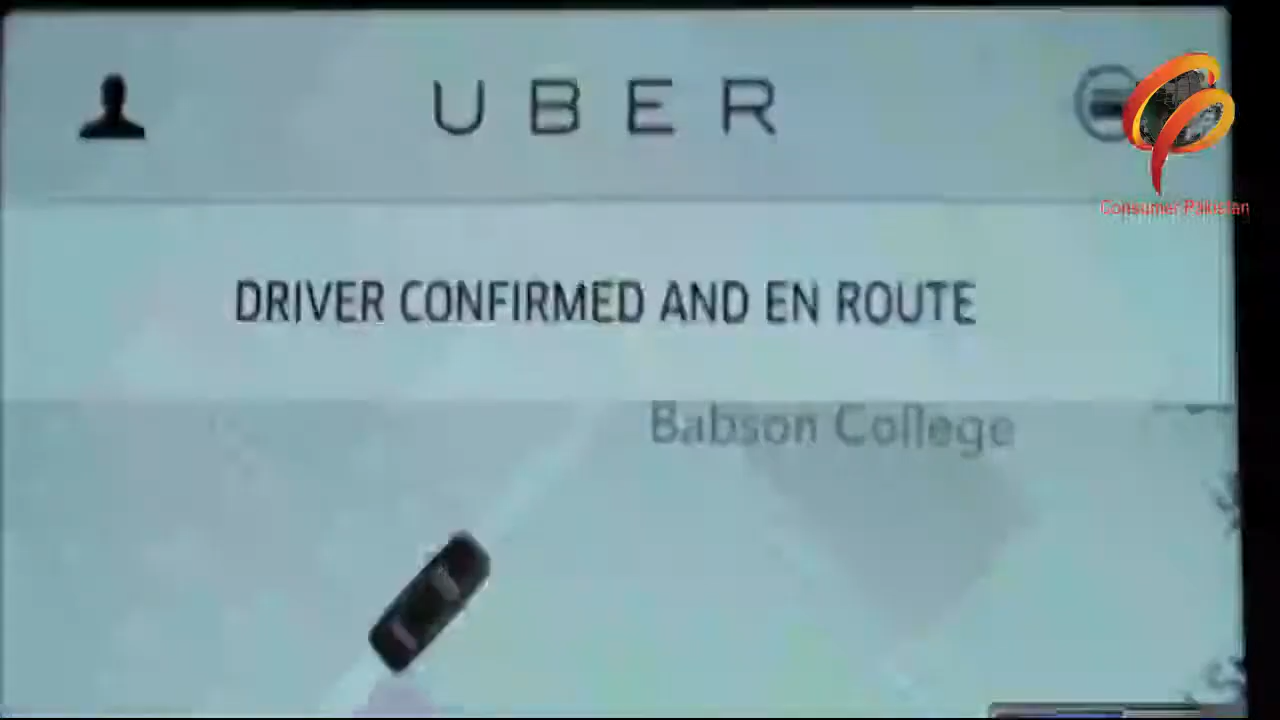 UBER
Consumer Pakistan
DRIVER CONFIRMED AND EN ROUTE
Babson College